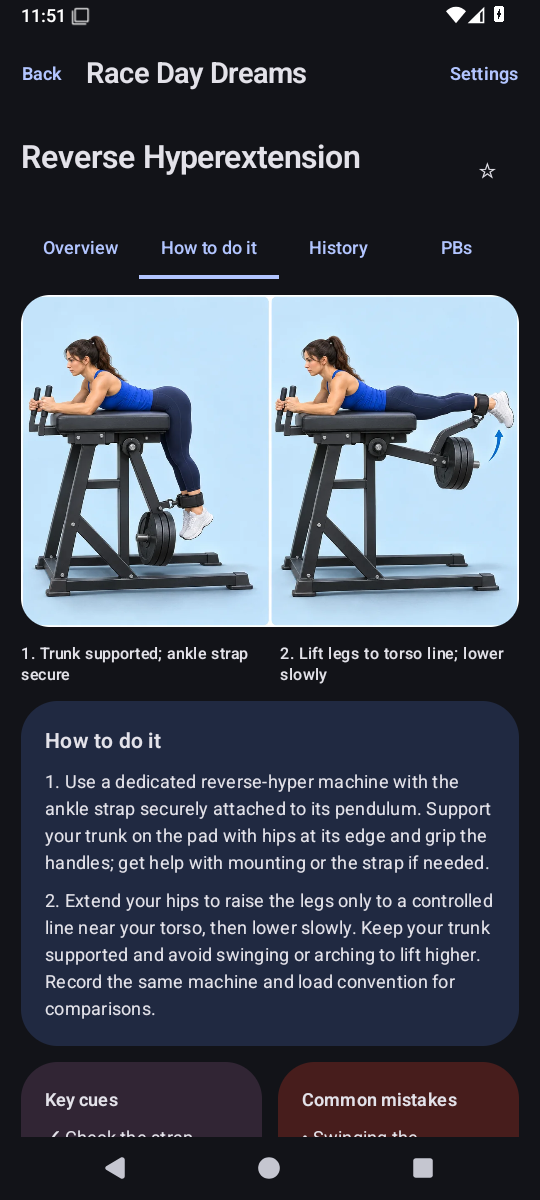 11:51
Back Race Day Dreams Settings
Reverse Hyperextension
Overview How to do it History PBs
1. Trunk supported; ankle strap
secure
2. Lift legs to torso line; lower
slowly
How to do it
1. Use a dedicated reverse-hyper machine with the
ankle strap securely attached to its pendulum. Support
your trunk on the pad with hips at its edge and grip the
handles; get help with mounting or the strap if needed.
2. Extend your hips to raise the legs only to a controlled
line near your torso, then lower slowly. Keep your trunk
supported and avoid swinging or arching to lift higher.
Record the same machine and load convention for
comparisons.
Key cues
✓ Check the strap
Common mistakes
• Swinging the